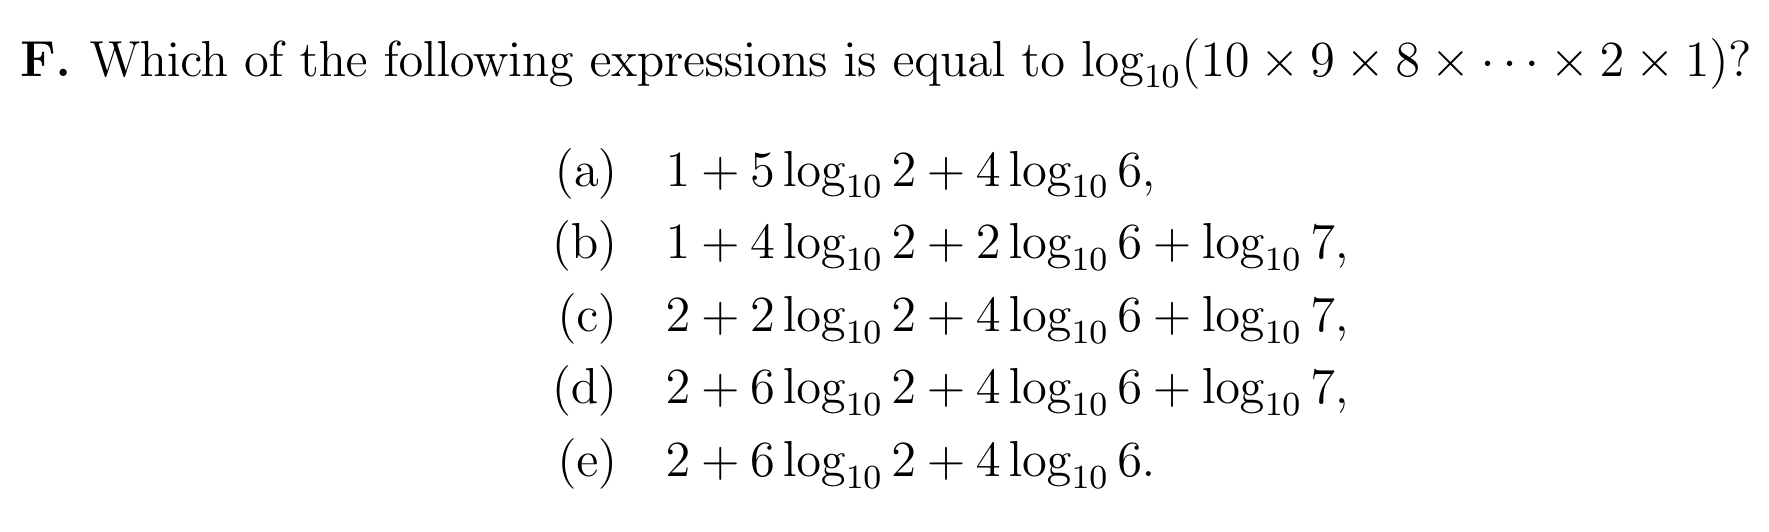 F. Which of the following expressions is equal to log₁₀(10 × 9 × 8 × ⋯ × 2 × 1)?
(a) 1 + 5 log₁₀ 2 + 4 log₁₀ 6,
(b) 1 + 4 log₁₀ 2 + 2 log₁₀ 6 + log₁₀ 7,
(c) 2 + 2 log₁₀ 2 + 4 log₁₀ 6 + log₁₀ 7,
(d) 2 + 6 log₁₀ 2 + 4 log₁₀ 6 + log₁₀ 7,
(e) 2 + 6 log₁₀ 2 + 4 log₁₀ 6.